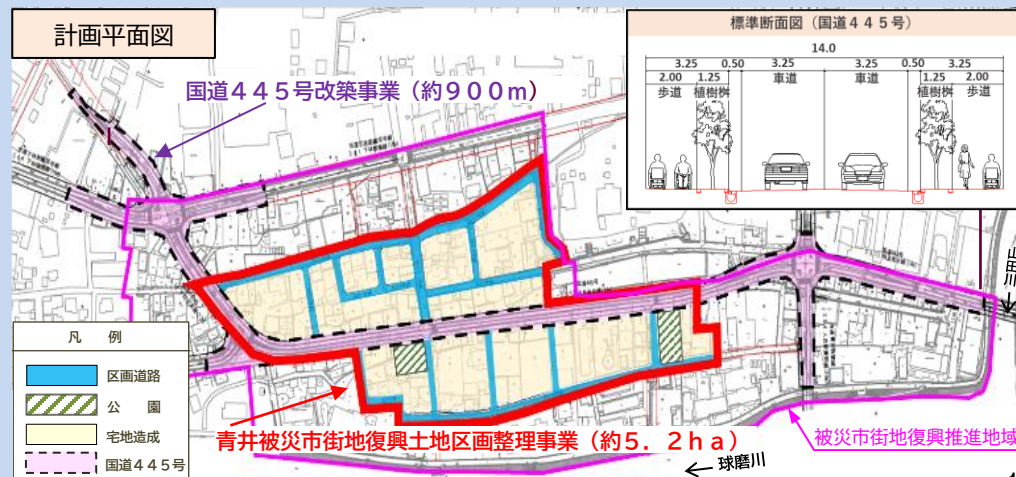 計画平面図
標準断面図（国道４４５号）
14.0
3.25 0.50 3.25 3.25 0.50 3.25
2.00 1.25 車道 車道 1.25 2.00
歩道 植樹桝 植樹桝 歩道
国道４４５号改築事業（約９００ｍ）
山田川
凡　例
区画道路
公　園
宅地造成
国道４４５号
青井被災市街地復興土地区画整理事業（約５．２ｈａ）
被災市街地復興推進地域
球磨川